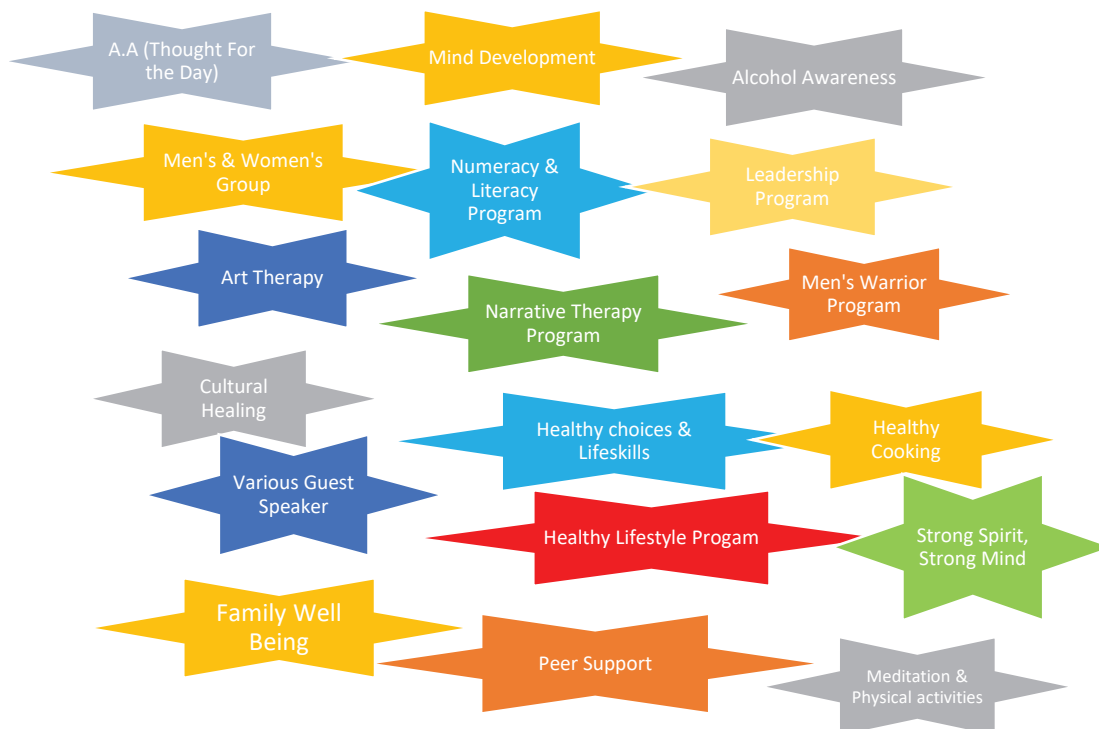 A.A (Thought For
the Day)
Mind Development
Alcohol Awareness
Men's & Women's
Group
Numeracy &
Literacy
Program
Leadership
Program
Art Therapy
Narrative Therapy
Program
Men's Warrior
Program
Cultural
Healing
Healthy choices &
Lifeskills
Healthy
Cooking
Various Guest
Speaker
Healthy Lifestyle Progam
Strong Spirit,
Strong Mind
Family Well
Being
Peer Support
Meditation &
Physical activities